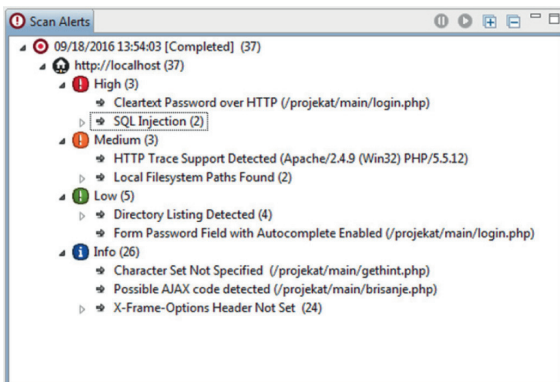 Scan Alerts
09/18/2016 13:54:03 [Completed] (37)
http://localhost (37)
High (3)
Cleartext Password over HTTP (/projekat/main/login.php)
SQL Injection (2)
Medium (3)
HTTP Trace Support Detected (Apache/2.4.9 (Win32) PHP/5.5.12)
Local Filesystem Paths Found (2)
Low (5)
Directory Listing Detected (4)
Form Password Field with Autocomplete Enabled (/projekat/main/login.php)
Info (26)
Character Set Not Specified (/projekat/main/gethint.php)
Possible AJAX code detected (/projekat/main/brisanje.php)
X-Frame-Options Header Not Set (24)